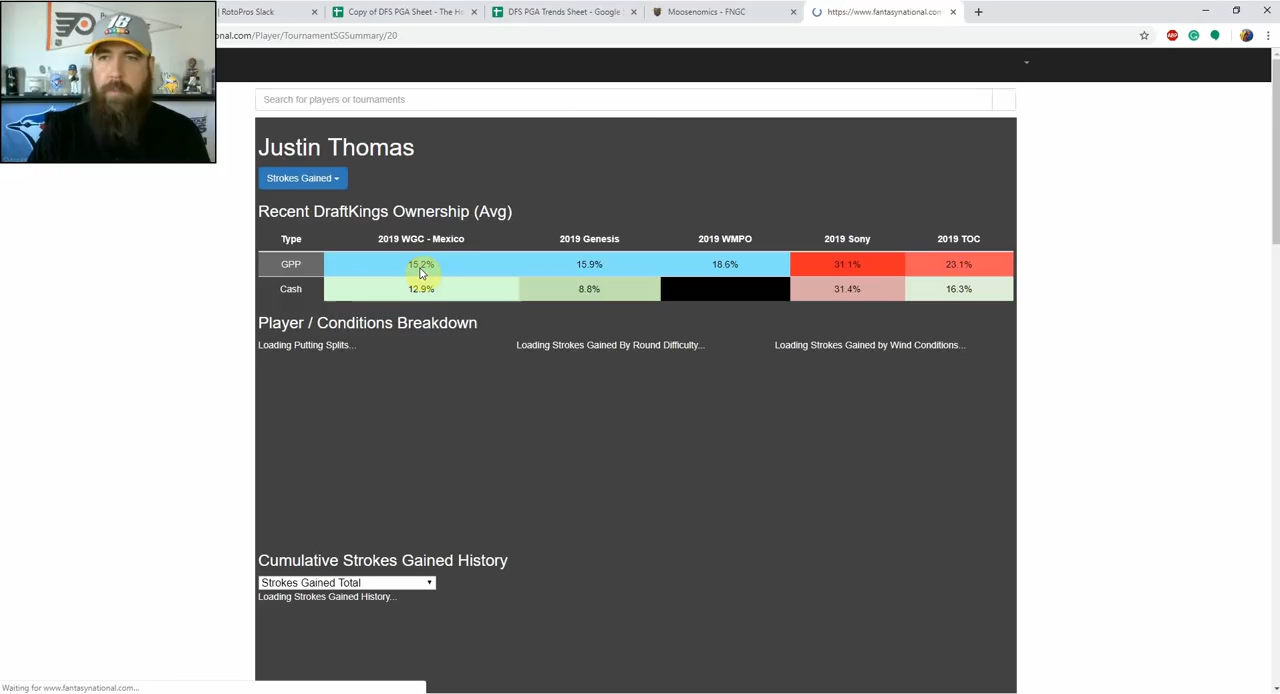 RotoPros Slack
Copy of DFS PGA Sheet - The Ho
DFS PGA Trends Sheet - Google
Moosenomics - FNGC
https://www.fantasynational.com
nal.com/Player/TournamentSGSummary/20
ABP
18
Search for players or tournaments
Justin Thomas
Strokes Gained
Recent DraftKings Ownership (Avg)
Type 2019 WGC - Mexico 2019 Genesis 2019 WMPO 2019 Sony 2019 TOC
GPP 15.2% 15.9% 18.6% 31.1% 23.1%
Cash 12.9% 8.8% 31.4% 16.3%
Player / Conditions Breakdown
Loading Putting Splits... Loading Strokes Gained By Round Difficulty... Loading Strokes Gained by Wind Conditions...
Cumulative Strokes Gained History
Strokes Gained Total
Loading Strokes Gained History...
Waiting for www.fantasynational.com...